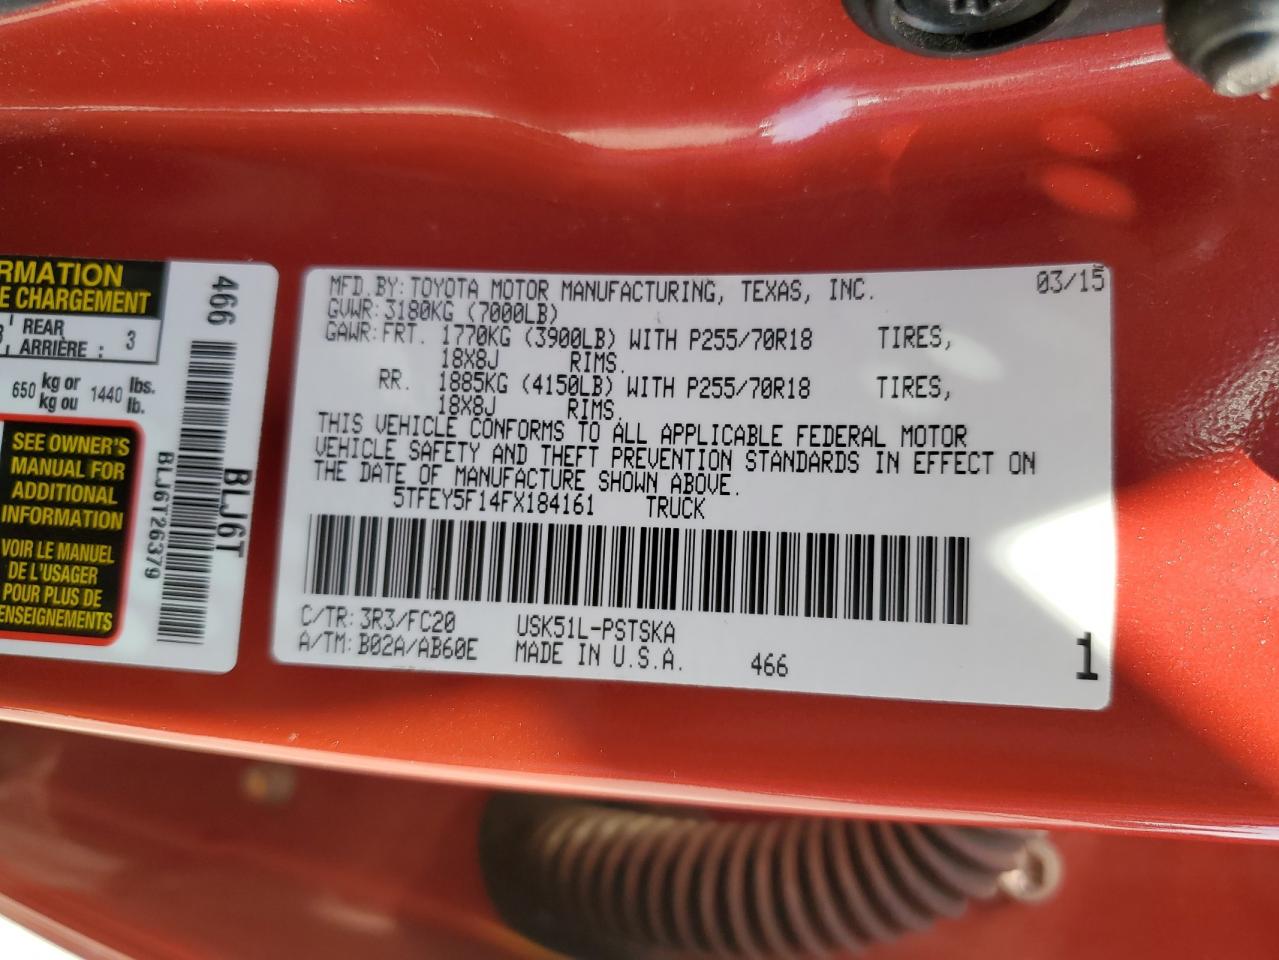 RMATION
E CHARGEMENT
REAR
ARRIÈRE : 3
650 kg or 1440 lbs.
kg ou lb.
SEE OWNER'S
MANUAL FOR
ADDITIONAL
INFORMATION
VOIR LE MANUEL
DE L'USAGER
POUR PLUS DE
ENSEIGNEMENTS
466
BLJ6T
BLJ6T26379
MFD.BY:TOYOTA MOTOR MANUFACTURING, TEXAS, INC. 03/15
GVWR:3180KG (7000LB)
GAWR:FRT. 1770KG (3900LB) WITH P255/70R18 TIRES,
18X8J RIMS.
RR. 1885KG (4150LB) WITH P255/70R18 TIRES,
18X8J RIMS.
THIS VEHICLE CONFORMS TO ALL APPLICABLE FEDERAL MOTOR
VEHICLE SAFETY AND THEFT PREVENTION STANDARDS IN EFFECT ON
THE DATE OF MANUFACTURE SHOWN ABOVE.
5TFEY5F14FX184161 TRUCK
C/TR:3R3/FC20 USK51L-PSTSKA
A/TM:B02A/AB60E MADE IN U.S.A. 466 1